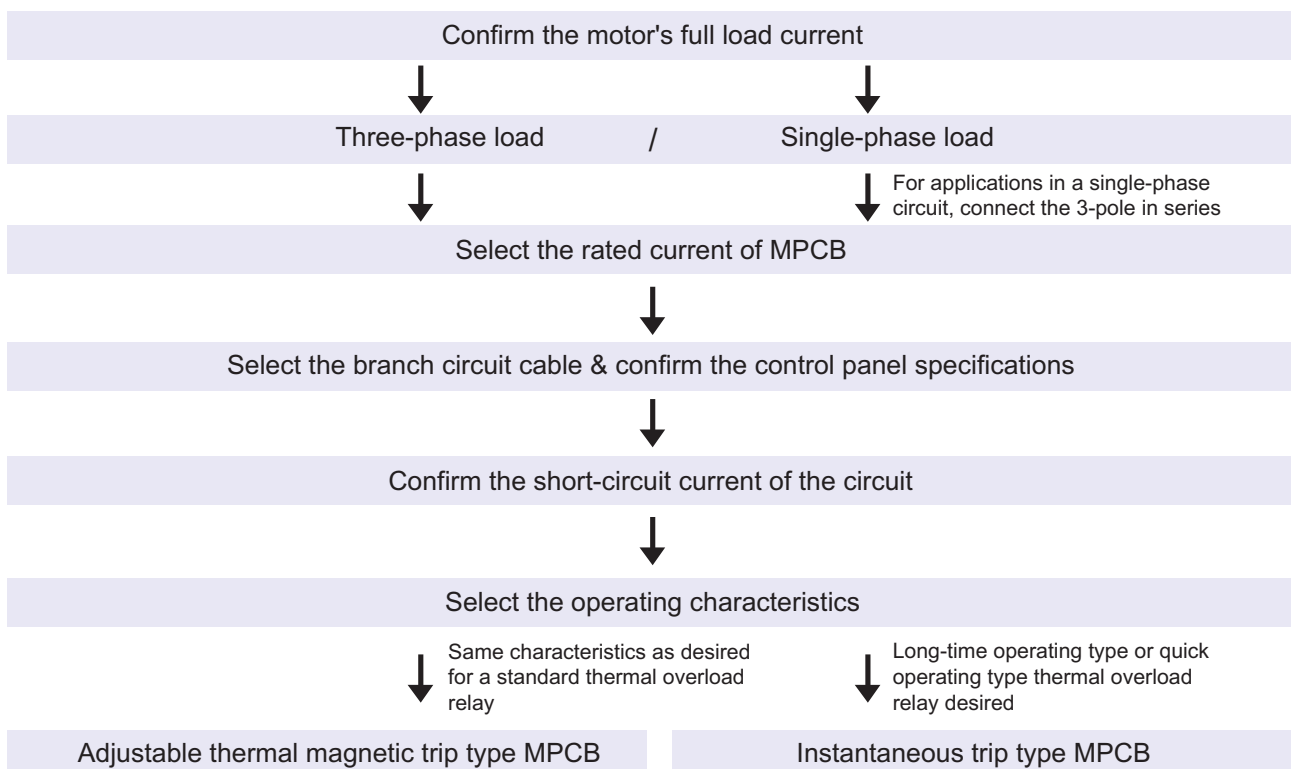 Confirm the motor's full load current
Three-phase load / Single-phase load
For applications in a single-phase
circuit, connect the 3-pole in series
Select the rated current of MPCB
Select the branch circuit cable & confirm the control panel specifications
Confirm the short-circuit current of the circuit
Select the operating characteristics
Same characteristics as desired
for a standard thermal overload
relay
Long-time operating type or quick
operating type thermal overload
relay desired
Adjustable thermal magnetic trip type MPCB
Instantaneous trip type MPCB